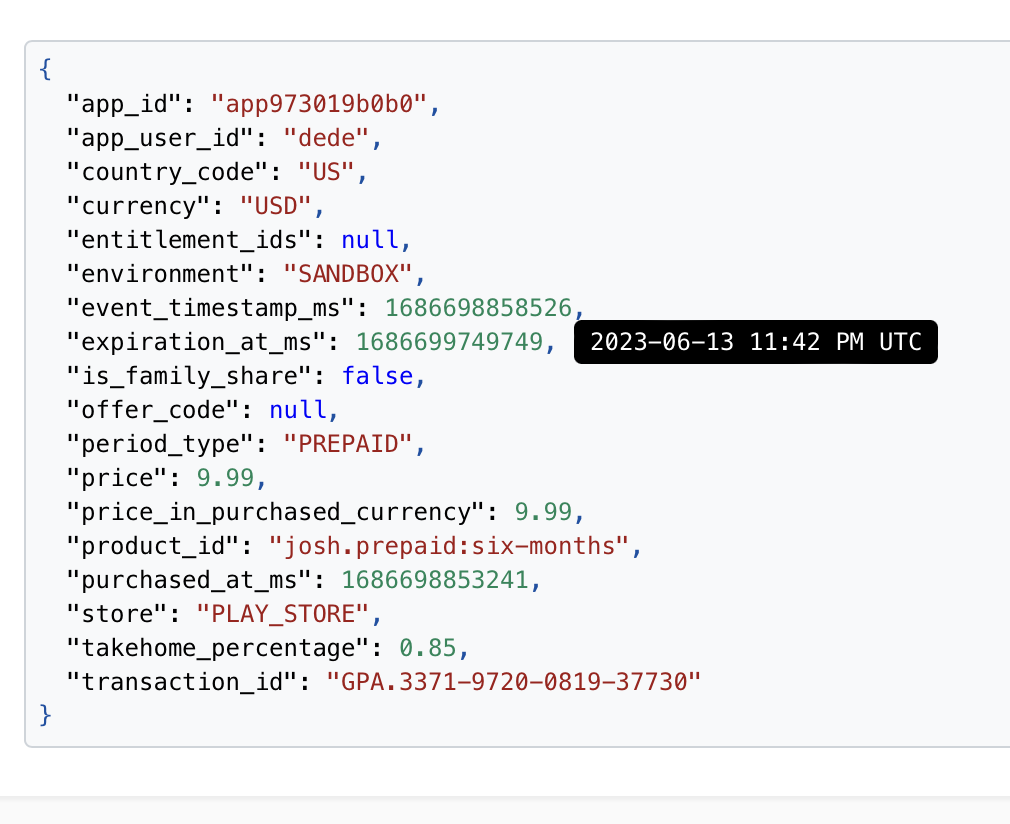 {
  "app_id": "app973019b0b0",
  "app_user_id": "dede",
  "country_code": "US",
  "currency": "USD",
  "entitlement_ids": null,
  "environment": "SANDBOX",
  "event_timestamp_ms": 1686698858526,
  "expiration_at_ms": 1686699749749, 2023-06-13 11:42 PM UTC
  "is_family_share": false,
  "offer_code": null,
  "period_type": "PREPAID",
  "price": 9.99,
  "price_in_purchased_currency": 9.99,
  "product_id": "josh.prepaid:six-months",
  "purchased_at_ms": 1686698853241,
  "store": "PLAY_STORE",
  "takehome_percentage": 0.85,
  "transaction_id": "GPA.3371-9720-0819-37730"
}